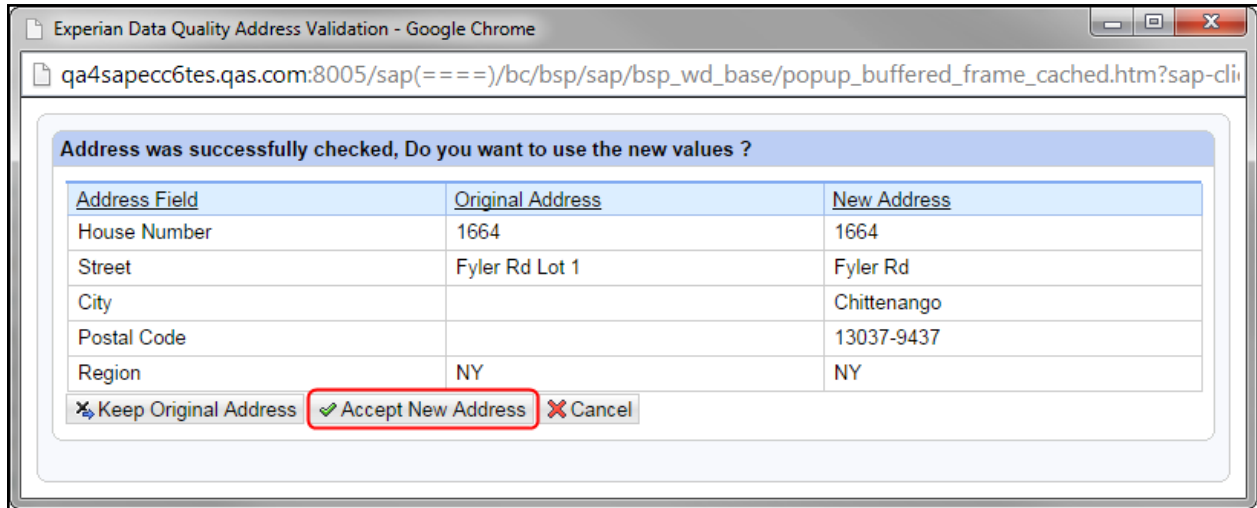 Experian Data Quality Address Validation - Google Chrome
qa4sapecc6tes.qas.com:8005/sap(====)/bc/bsp/sap/bsp_wd_base/popup_buffered_frame_cached.htm?sap-cli
Address was successfully checked, Do you want to use the new values ?
Address Field Original Address New Address
House Number 1664 1664
Street Fyler Rd Lot 1 Fyler Rd
City Chittenango
Postal Code 13037-9437
Region NY NY
Keep Original Address Accept New Address Cancel